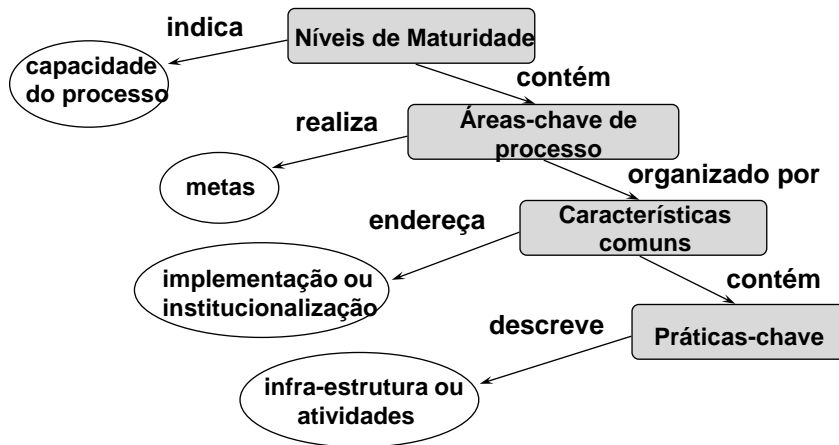 indica
Níveis de Maturidade
capacidade
do processo
contém
realiza
Áreas-chave de
processo
metas
organizado por
endereça
Características
comuns
implementação ou
institucionalização
contém
descreve
Práticas-chave
infra-estrutura ou
atividades